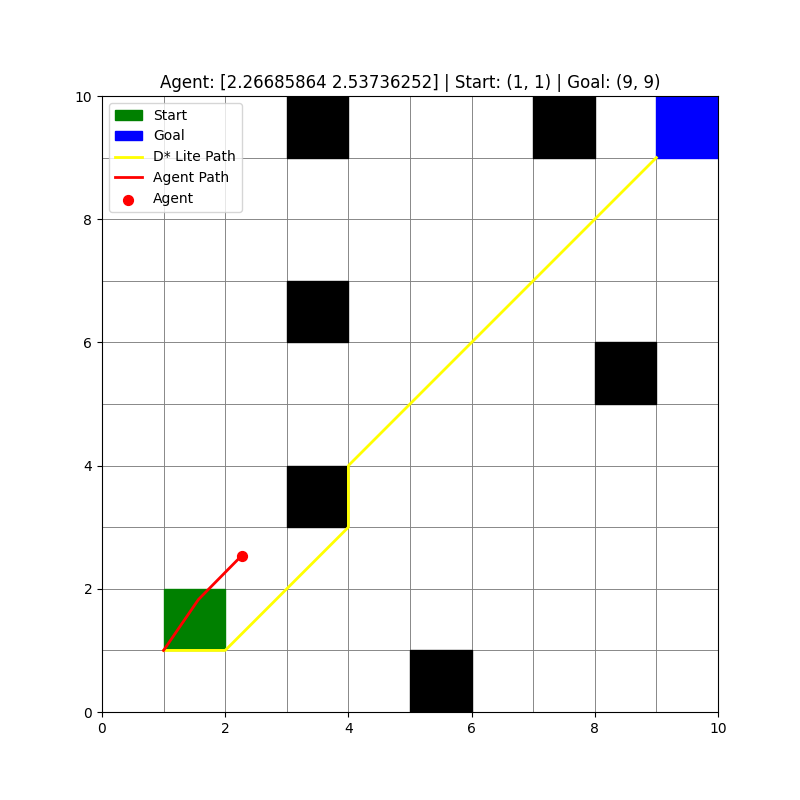 Agent: [2.26685864 2.53736252] | Start: (1, 1) | Goal: (9, 9)
Start
Goal
D* Lite Path
Agent Path
Agent
10
8
6
4
2
0
0 2 4 6 8 10